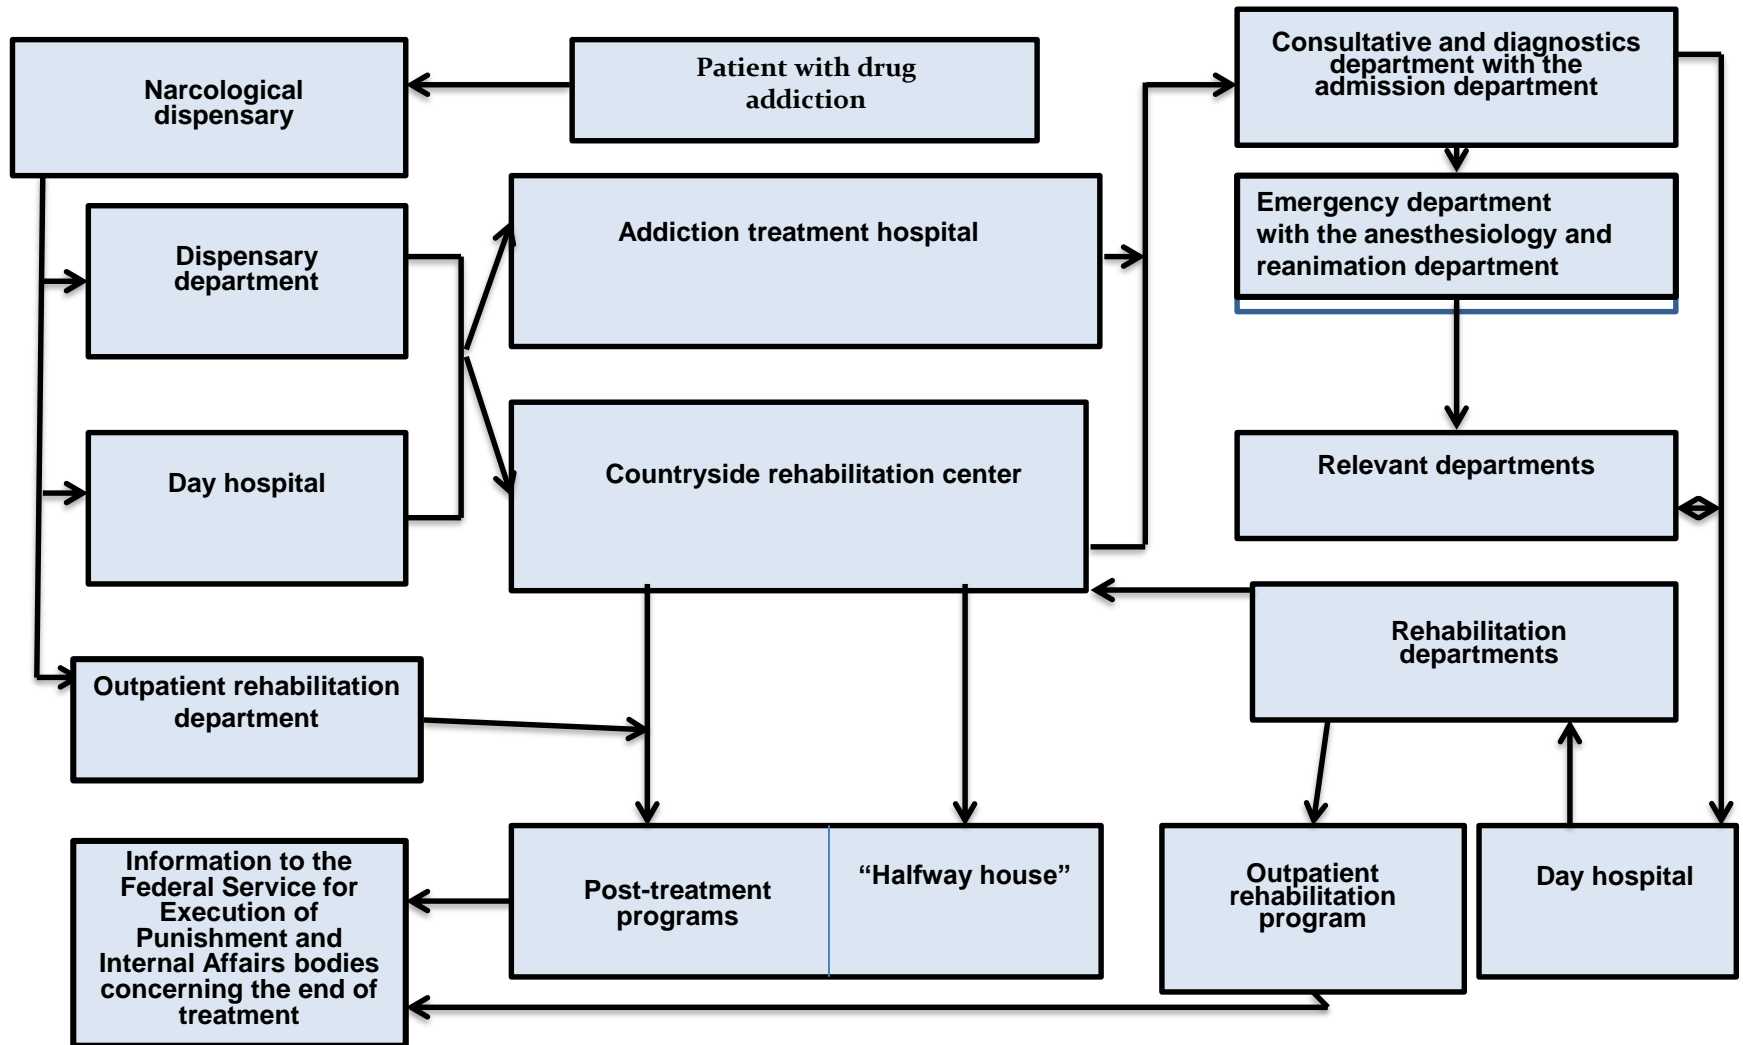 Narcological
dispensary
Patient with drug
addiction
Consultative and diagnostics
department with the
admission department
Dispensary
department
Addiction treatment hospital
Emergency department
with the anesthesiology and
reanimation department
Day hospital
Countryside rehabilitation center
Relevant departments
Outpatient rehabilitation
department
Rehabilitation
departments
Information to the
Federal Service for
Execution of
Punishment and
Internal Affairs bodies
concerning the end of
treatment
Post-treatment
programs
“Halfway house”
Outpatient
rehabilitation
program
Day hospital